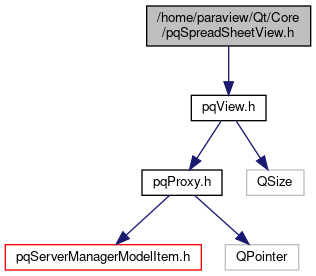 /home/paraview/Qt/Core
/pqSpreadSheetView.h
pqView.h
pqProxy.h
QSize
pqServerManagerModelItem.h
QPointer